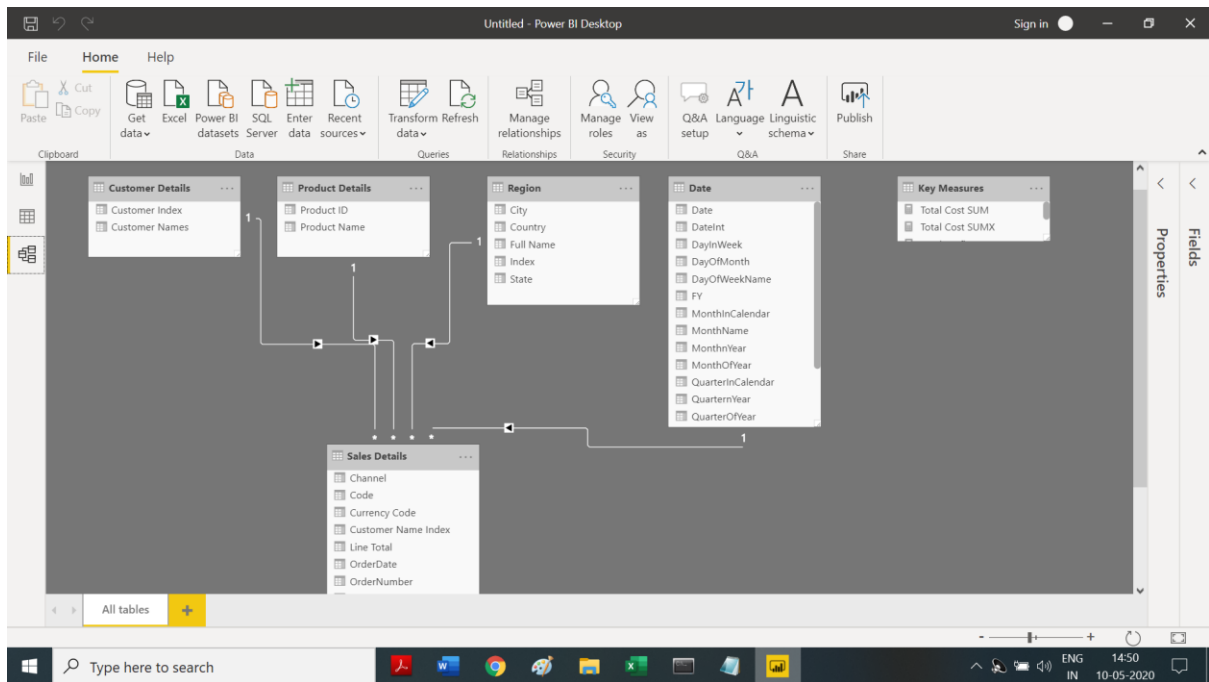 Untitled - Power BI Desktop
Sign in
File Home Help
Paste
Cut
Copy
Get data
Excel
Power BI datasets
SQL Server
Enter data
Recent sources
Transform data
Refresh
Manage relationships
Manage roles
View as
Q&A setup
Language
Linguistic schema
Publish
Clipboard
Data
Queries
Relationships
Security
Q&A
Share
Customer Details
Customer Index
Customer Names
1
Product Details
Product ID
Product Name
1
Region
City
Country
Full Name
Index
State
1
Date
Date
DateInt
DayInWeek
DayOfMonth
DayOfWeekName
FY
MonthInCalendar
MonthName
MonthnYear
MonthOfYear
QuarterInCalendar
QuarternYear
QuarterOfYear
1
Key Measures
Total Cost SUM
Total Cost SUMX
Properties
Fields
* * * *
Sales Details
Channel
Code
Currency Code
Customer Name Index
Line Total
OrderDate
OrderNumber
All tables
+
- +
Type here to search
ENG
IN
14:50
10-05-2020